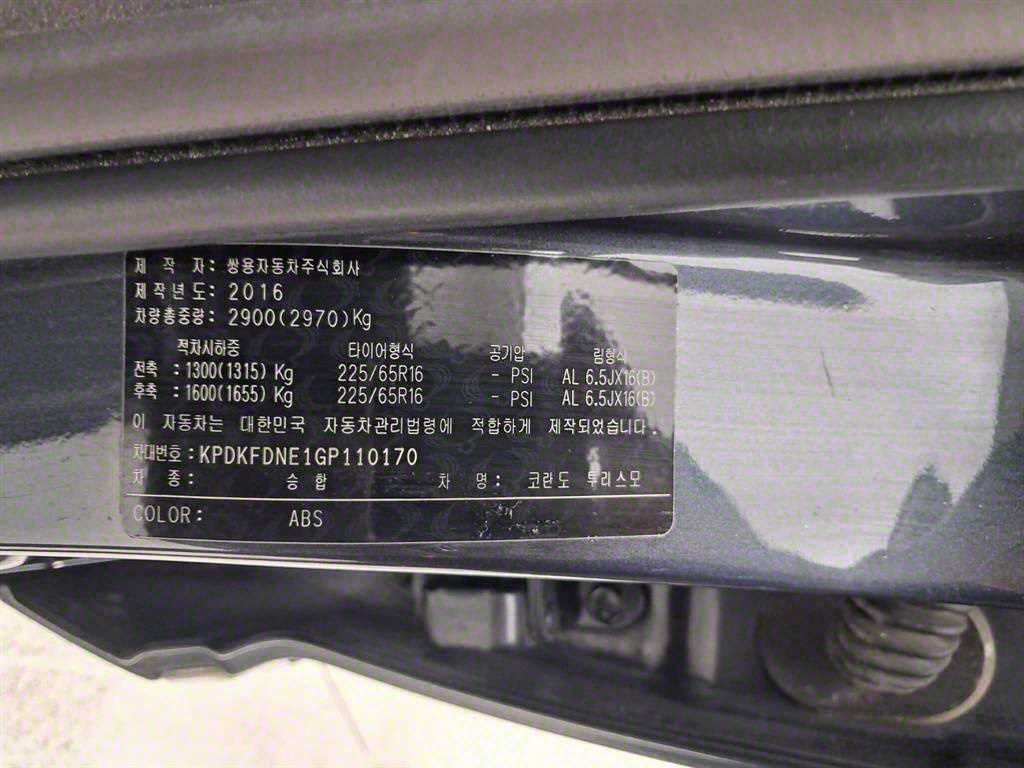 제 작 자: 쌍용자동차주식회사
제작년도: 2016
차량총중량: 2900(2970)Kg
적차시하중 타이어형식 공기압 림형식
전축: 1300(1315) Kg 225/65R16 - PSI AL 6.5JX16(B)
후축: 1600(1655) Kg 225/65R16 - PSI AL 6.5JX16(B)
이 자동차는 대한민국 자동차관리법령에 적합하게 제작되었습니다.
차대번호: KPDKFDNE1GP110170
차 종: 승 합 차 명: 코란도 투리스모
COLOR: ABS